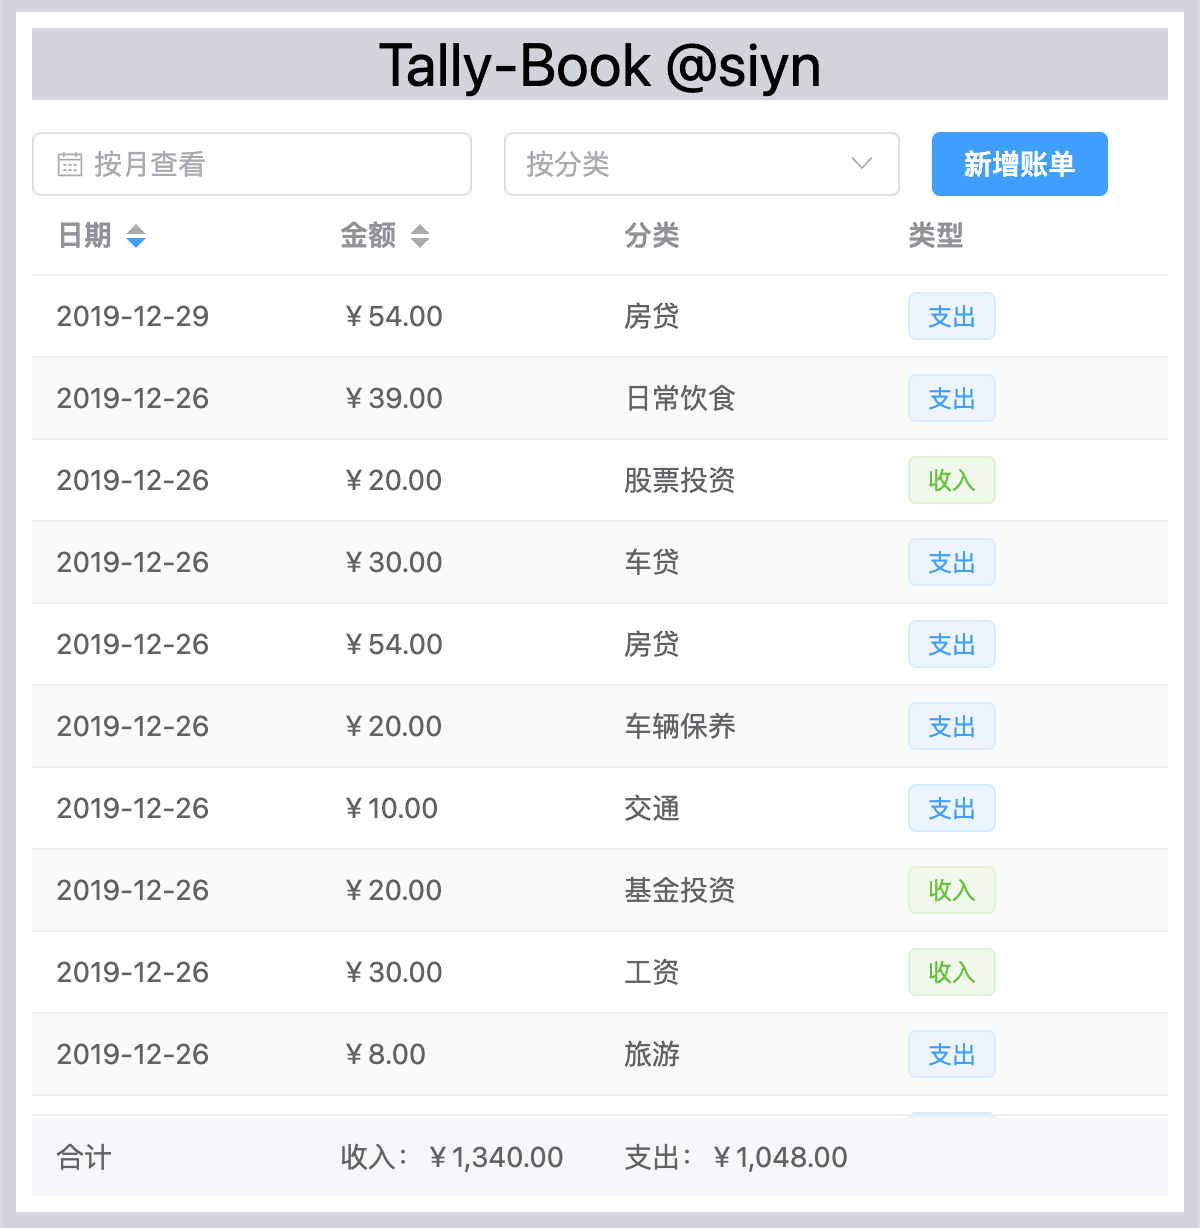 Tally-Book @siyn
按月查看 按分类 新增账单
日期 金额 分类 类型
2019-12-29 ￥54.00 房贷 支出
2019-12-26 ￥39.00 日常饮食 支出
2019-12-26 ￥20.00 股票投资 收入
2019-12-26 ￥30.00 车贷 支出
2019-12-26 ￥54.00 房贷 支出
2019-12-26 ￥20.00 车辆保养 支出
2019-12-26 ￥10.00 交通 支出
2019-12-26 ￥20.00 基金投资 收入
2019-12-26 ￥30.00 工资 收入
2019-12-26 ￥8.00 旅游 支出
合计 收入：￥1,340.00 支出：￥1,048.00